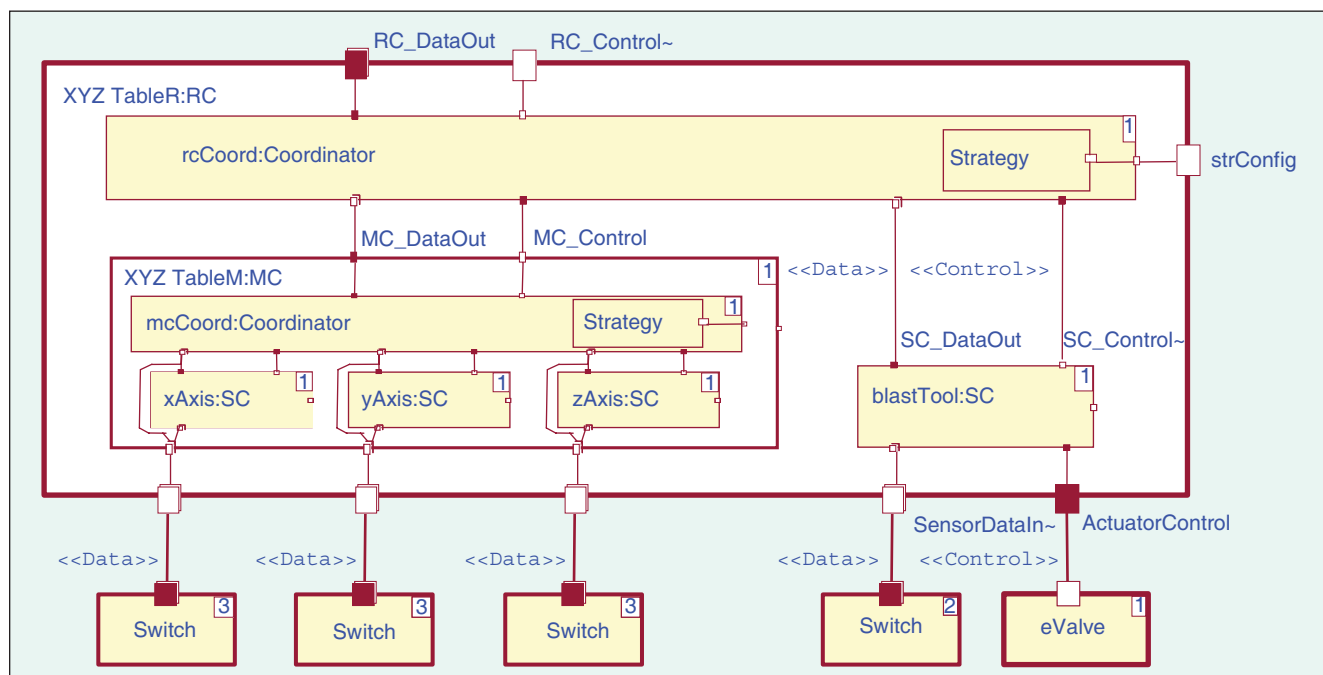 RC_DataOut
RC_Control~
XYZ TableR:RC
1
rcCoord:Coordinator
Strategy
strConfig
MC_DataOut
MC_Control
XYZ TableM:MC
1
<<Data>>
<<Control>>
1
mcCoord:Coordinator
Strategy
SC_DataOut
SC_Control~
1
1
1
1
xAxis:SC
yAxis:SC
zAxis:SC
blastTool:SC
SensorDataIn~
ActuatorControl
<<Data>>
<<Data>>
<<Data>>
<<Data>>
<<Control>>
3
3
3
2
1
Switch
Switch
Switch
Switch
eValve